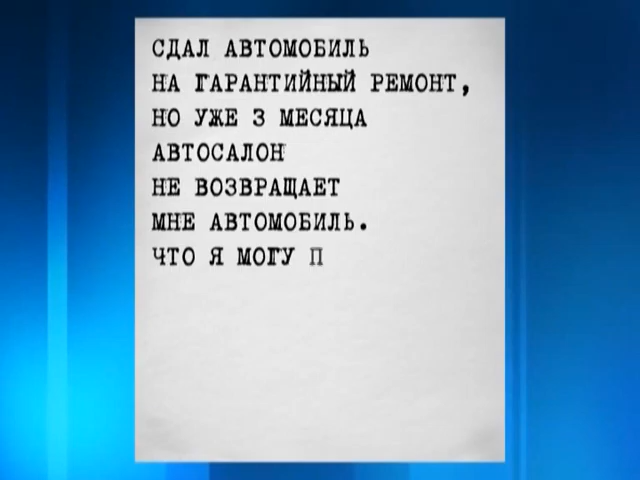 СДАЛ АВТОМОБИЛЬ
НА ГАРАНТИЙНЫЙ РЕМОНТ,
НО УЖЕ 3 МЕСЯЦА
АВТОСАЛОН
НЕ ВОЗВРАЩАЕТ
МНЕ АВТОМОБИЛЬ.
ЧТО Я МОГУ П